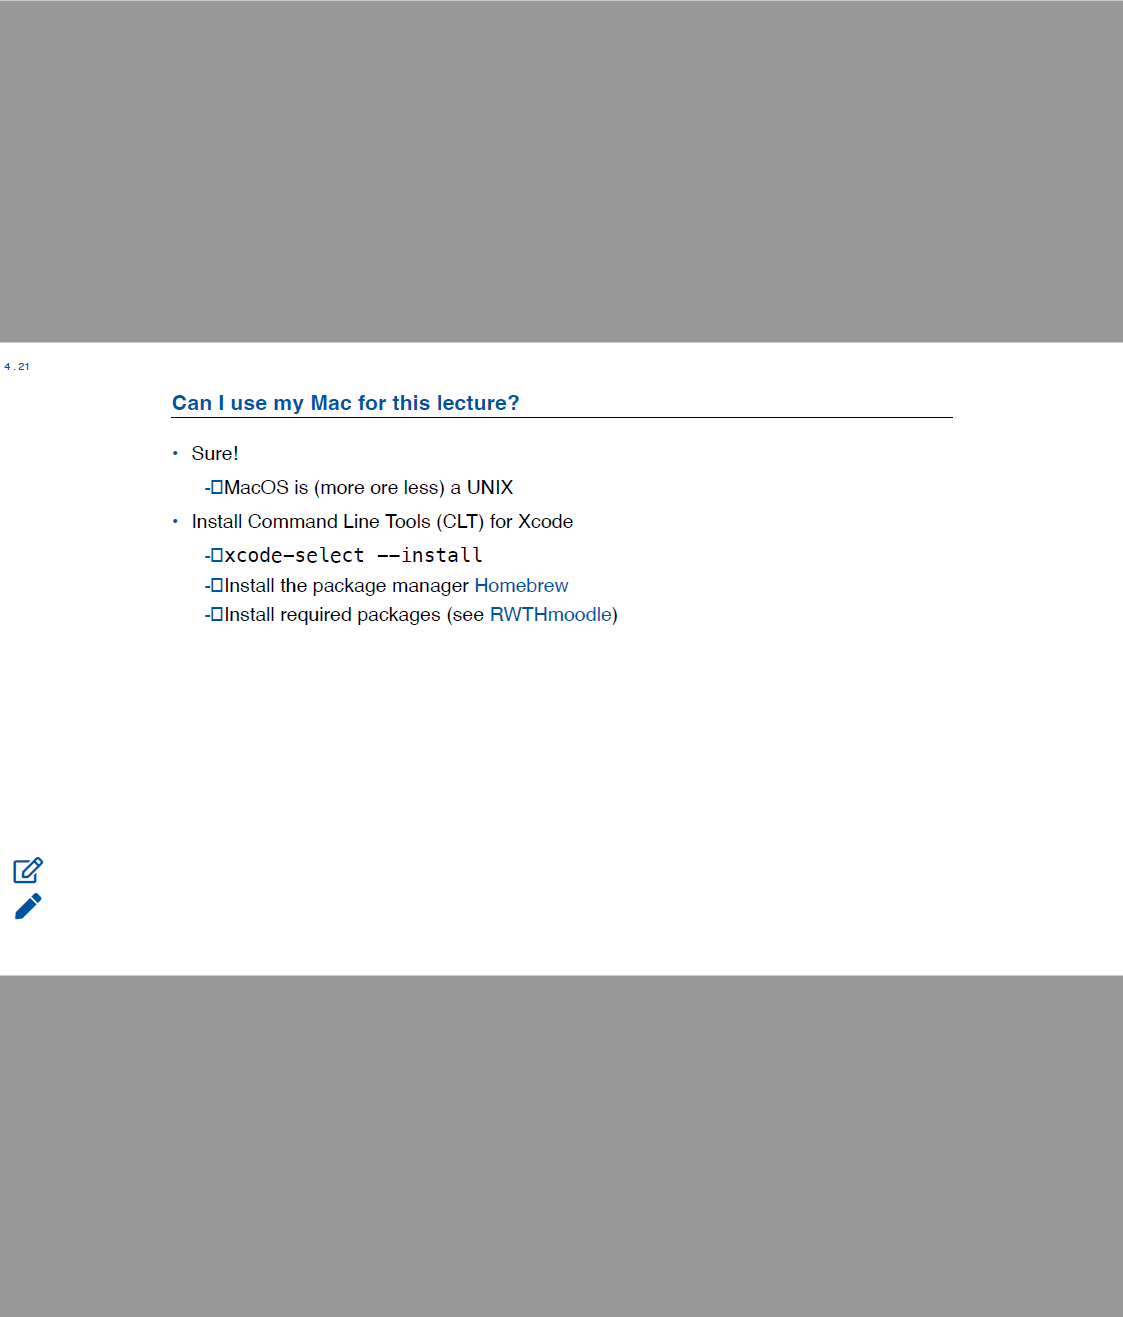 4 . 21
Can I use my Mac for this lecture?
• Sure!
-□MacOS is (more ore less) a UNIX
• Install Command Line Tools (CLT) for Xcode
-□xcode-select --install
-□Install the package manager Homebrew
-□Install required packages (see RWTHmoodle)